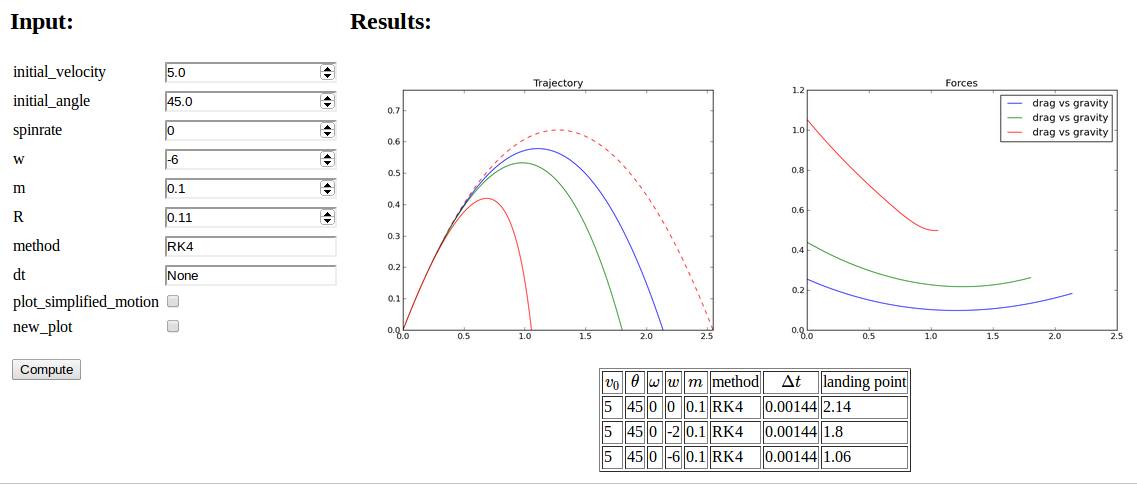 Input:
Results:
initial_velocity 5.0
initial_angle 45.0
spinrate 0
w -6
m 0.1
R 0.11
method RK4
dt None
plot_simplified_motion
new_plot
Compute
Trajectory
0.7
0.6
0.5
0.4
0.3
0.2
0.1
0.0
0.0 0.5 1.0 1.5 2.0 2.5
Forces
1.2
1.0
0.8
0.6
0.4
0.2
0.0
0.0 0.5 1.0 1.5 2.0 2.5
drag vs gravity
drag vs gravity
drag vs gravity
v₀ θ ω w m method Δt landing point
5 45 0 0 0.1 RK4 0.00144 2.14
5 45 0 -2 0.1 RK4 0.00144 1.8
5 45 0 -6 0.1 RK4 0.00144 1.06